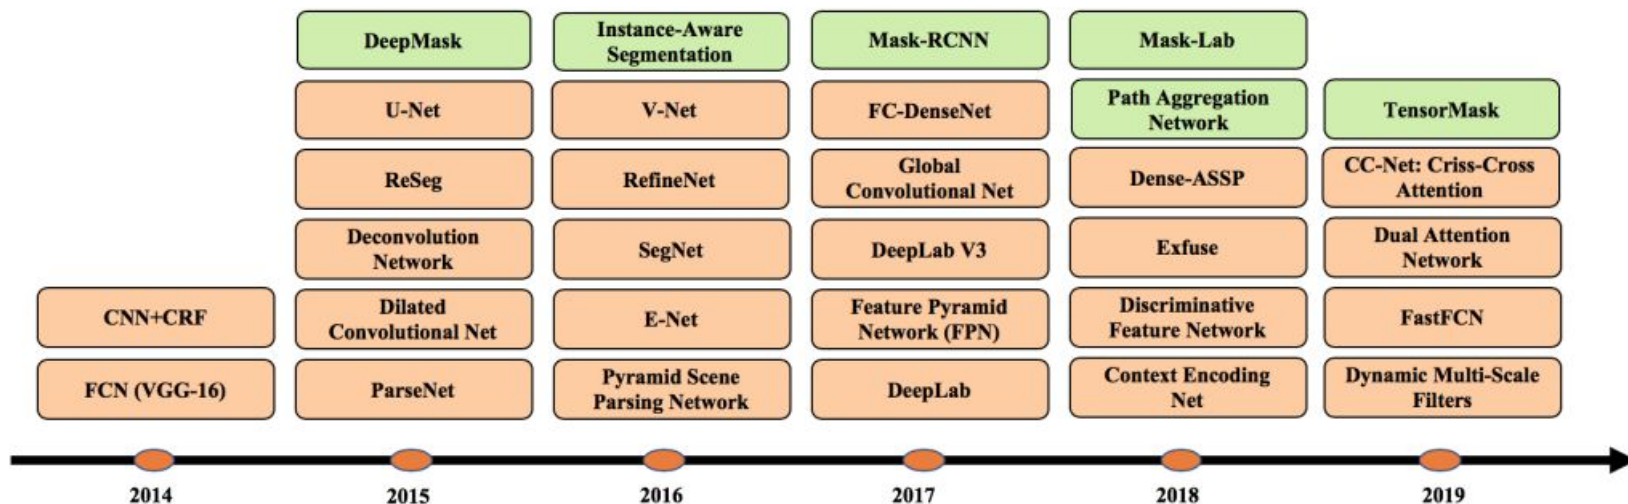 DeepMask
Instance-Aware
Segmentation
Mask-RCNN
Mask-Lab
U-Net
V-Net
FC-DenseNet
Path Aggregation
Network
TensorMask
ReSeg
RefineNet
Global
Convolutional Net
Dense-ASSP
CC-Net: Criss-Cross
Attention
Deconvolution
Network
SegNet
DeepLab V3
Exfuse
Dual Attention
Network
CNN+CRF
Dilated
Convolutional Net
E-Net
Feature Pyramid
Network (FPN)
Discriminative
Feature Network
FastFCN
FCN (VGG-16)
ParseNet
Pyramid Scene
Parsing Network
DeepLab
Context Encoding
Net
Dynamic Multi-Scale
Filters
2014
2015
2016
2017
2018
2019